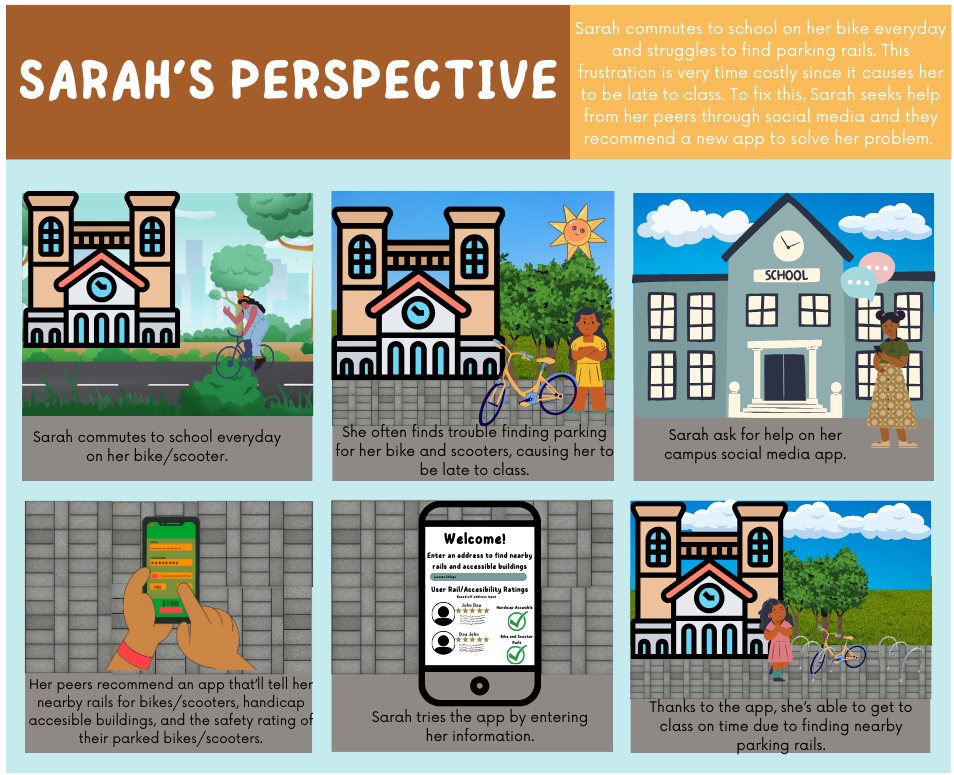 SARAH'S PERSPECTIVE
Sarah commutes to school on her bike everyday
and struggles to find parking rails. This
frustration is very time costly since it causes her
to be late to class. To fix this, Sarah seeks help
from her peers through social media and they
recommend a new app to solve her problem.
Sarah commutes to school everyday
on her bike/scooter.
She often finds trouble finding parking
for her bike and scooters, causing her to
be late to class.
SCHOOL
Sarah ask for help on her
campus social media app.
$100
Her peers recommend an app that'll tell her
nearby rails for bikes/scooters, handicap
accesible buildings, and the safety rating of
their parked bikes/scooters.
Welcome!
Enter an address to find nearby
rails and accessible buildings
User Rail/Accesibility Ratings
Based off address input
John Doe
Handicap Accesible
Doe John
Bike and Scooter
Rails
Sarah tries the app by entering
her information.
Thanks to the app, she's able to get to
class on time due to finding nearby
parking rails.